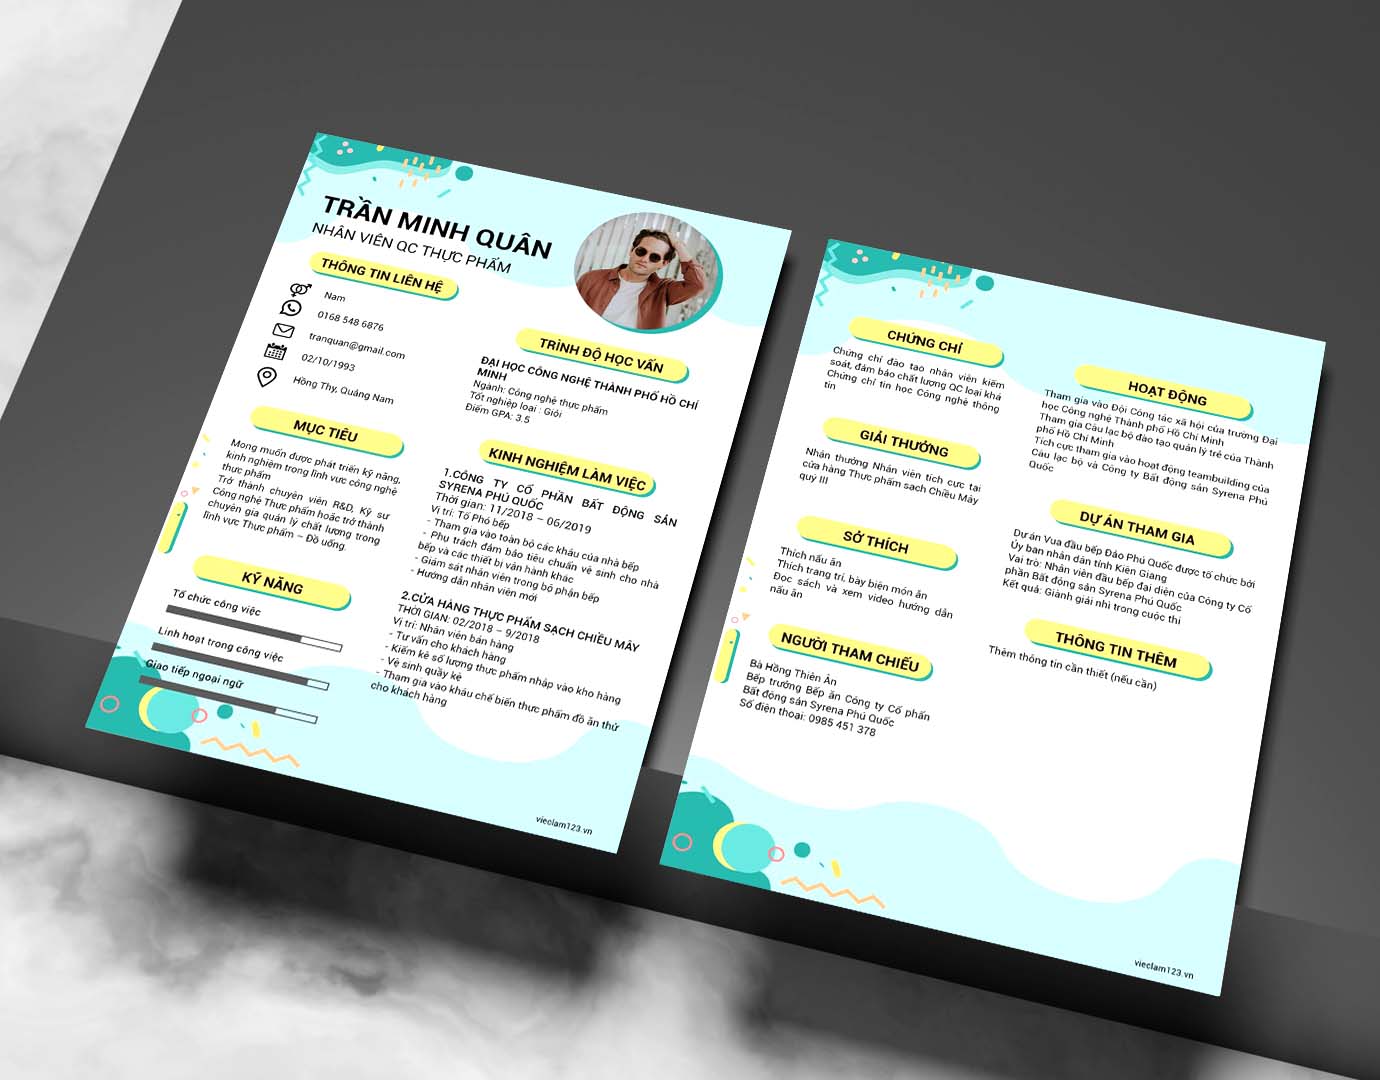 TRẦN MINH QUÂN
NHÂN VIÊN QC THỰC PHẨM
THÔNG TIN LIÊN HỆ
Nam
0168 548 6876
tranquan@gmail.com
02/10/1993
Hồng Thy, Quảng Nam
MỤC TIÊU
Mong muốn được phát triển kỹ năng,
kinh nghiệm trong lĩnh vực công nghệ
thực phẩm
Trở thành chuyên viên R&D, Kỹ sư
Công nghệ Thực phẩm hoặc trở thành
chuyên gia quản lý chất lượng trong
lĩnh vực Thực phẩm – Đồ uống.
KỸ NĂNG
Tổ chức công việc
Linh hoạt trong công việc
Giao tiếp ngoại ngữ
TRÌNH ĐỘ HỌC VẤN
ĐẠI HỌC CÔNG NGHỆ THÀNH PHỐ HỒ CHÍ
MINH
Ngành: Công nghệ thực phẩm
Tốt nghiệp loại : Giỏi
Điểm GPA: 3.5
KINH NGHIỆM LÀM VIỆC
1.CÔNG TY CỔ PHẦN BẤT ĐỘNG SẢN
SYRENA PHÚ QUỐC
Thời gian: 11/2018 – 06/2019
Vị trí: Tổ Phó bếp
- Tham gia vào toàn bộ các khâu của nhà bếp
- Phụ trách đảm bảo tiêu chuẩn vệ sinh cho nhà
bếp và các thiết bị vận hành khác
- Giám sát nhân viên trong bộ phận bếp
- Hướng dẫn nhân viên mới
2.CỬA HÀNG THỰC PHẨM SẠCH CHIỀU MÂY
THỜI GIAN: 02/2018 – 9/2018
Vị trí: Nhân viên bán hàng
- Tư vấn cho khách hàng
- Kiểm kê số lượng thực phẩm nhập vào kho hàng
- Vệ sinh quầy kệ
- Tham gia vào khâu chế biến thực phẩm đồ ăn thử
cho khách hàng
vieclam123.vn
CHỨNG CHỈ
Chứng chỉ đào tạo nhân viên kiểm
soát, đảm bảo chất lượng QC loại khá
Chứng chỉ tin học Công nghệ thông
tin
GIẢI THƯỞNG
Nhận thưởng Nhân viên tích cực tại
cửa hàng Thực phẩm sạch Chiều Mây
quý III
SỞ THÍCH
Thích nấu ăn
Thích trang trí, bày biện món ăn
Đọc sách và xem video hướng dẫn
nấu ăn
NGƯỜI THAM CHIẾU
Bà Hồng Thiên Ân
Bếp trưởng Bếp ăn Công ty Cổ phần
Bất động sản Syrena Phú Quốc
Số điện thoại: 0985 451 378
HOẠT ĐỘNG
Tham gia vào Đội Công tác xã hội của trường Đại
học Công nghệ Thành phố Hồ Chí Minh
Tham gia Câu lạc bộ đào tạo quản lý trẻ của Thành
phố Hồ Chí Minh
Tích cực tham gia vào hoạt động teambuilding của
Câu lạc bộ và Công ty Bất động sản Syrena Phú
Quốc
DỰ ÁN THAM GIA
Dự án Vua đầu bếp Đảo Phú Quốc được tổ chức bởi
Ủy ban nhân dân tỉnh Kiên Giang
Vai trò: Nhân viên đầu bếp đại diện của Công ty Cổ
phần Bất động sản Syrena Phú Quốc
Kết quả: Giành giải nhì trong cuộc thi
THÔNG TIN THÊM
Thêm thông tin cần thiết (nếu cần)
vieclam123.vn